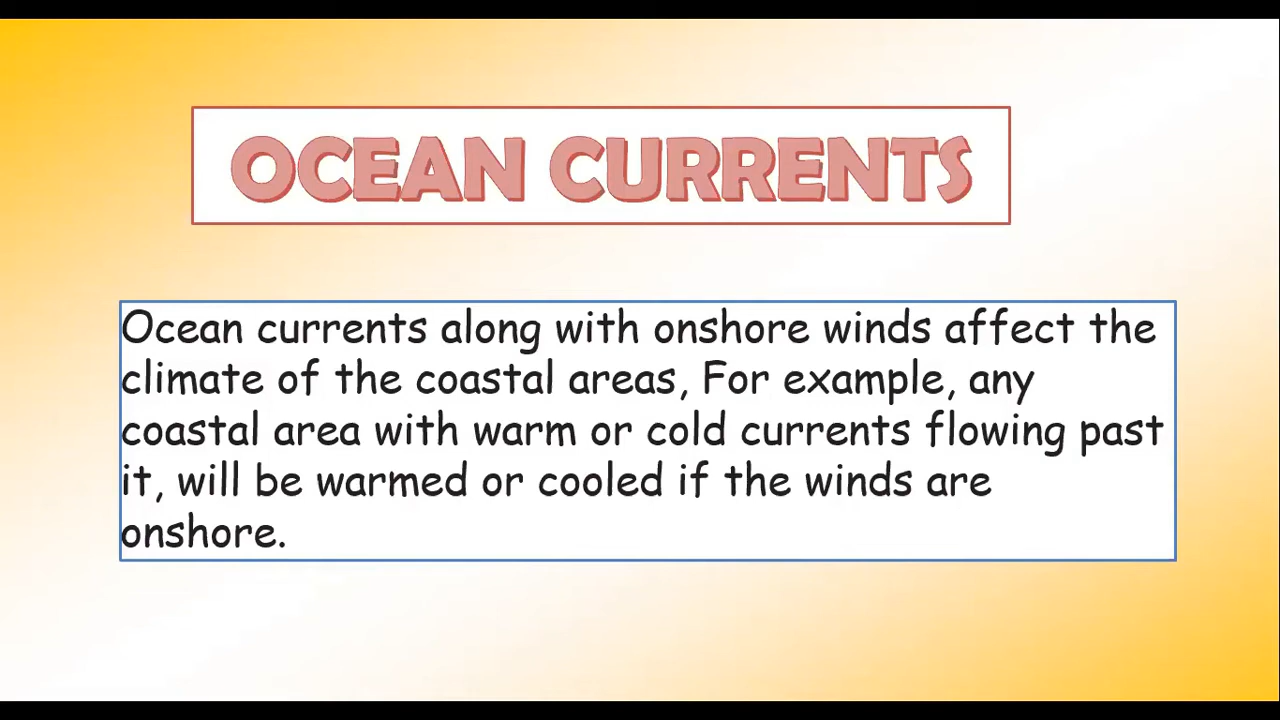 OCEAN CURRENTS
Ocean currents along with onshore winds affect the
climate of the coastal areas, For example, any
coastal area with warm or cold currents flowing past
it, will be warmed or cooled if the winds are
onshore.